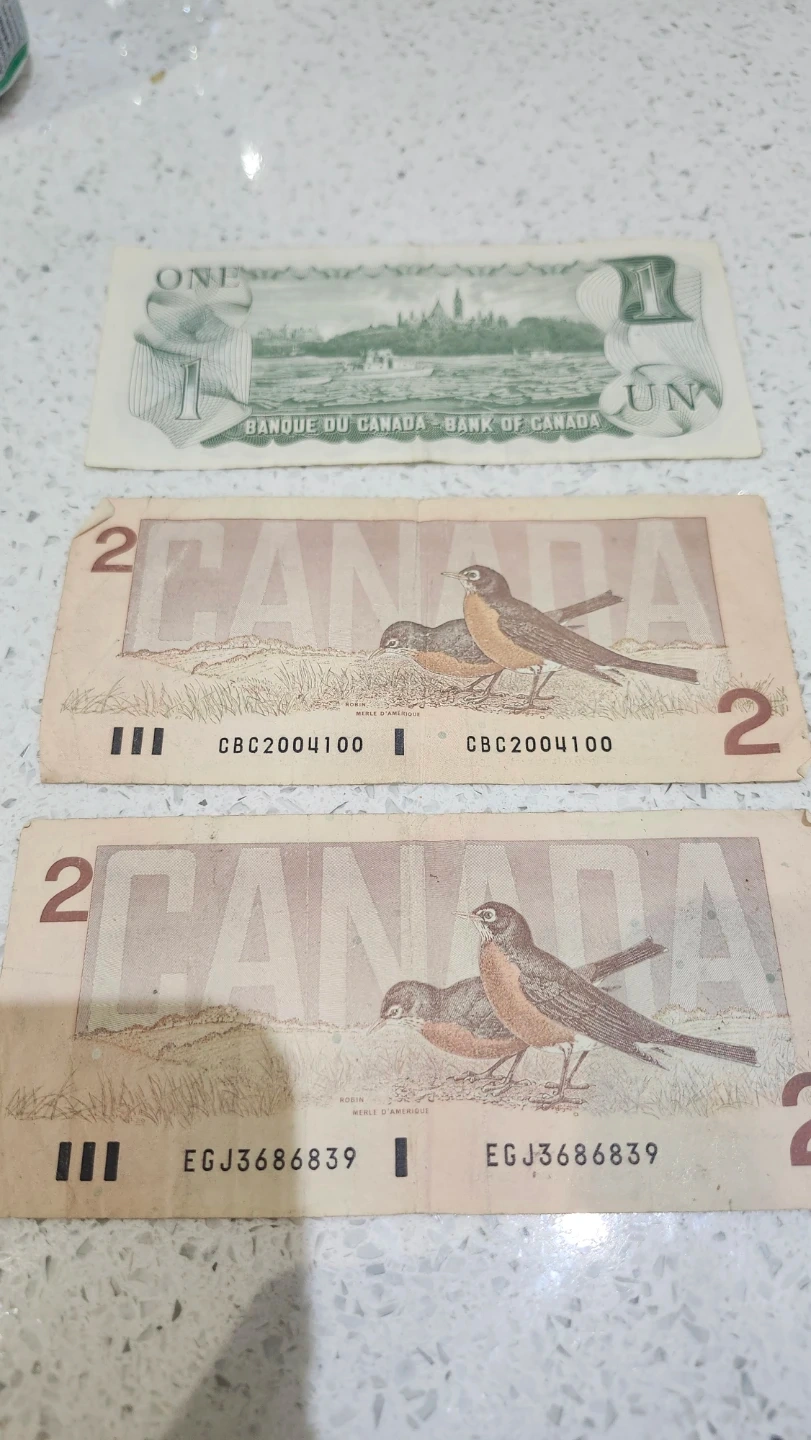 ONE
1
1
UN
BANQUE DU CANADA - BANK OF CANADA
2
CANADA
ROBIN
MERLE D'AMÉRIQUE
CBC2004100 CBC2004100
2
2
CANADA
ROBIN
MERLE D'AMÉRIQUE
EGJ3686839 EGJ3686839
2